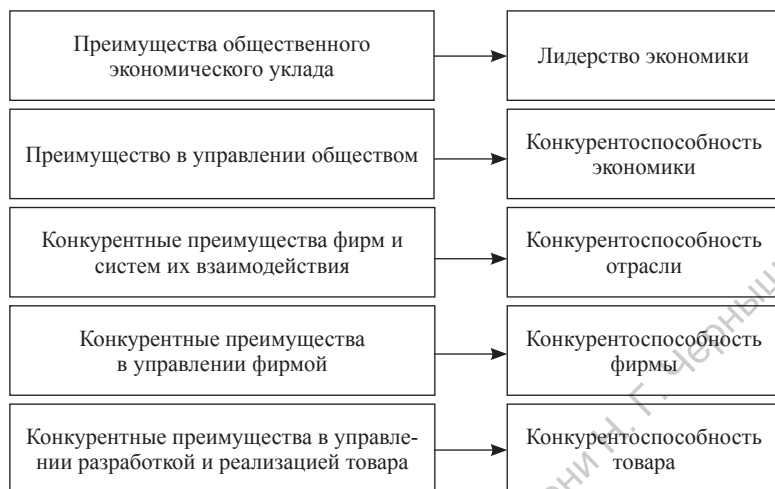 Преимущества общественного
экономического уклада
Лидерство экономики
Преимущество в управлении обществом
Конкурентоспособность
экономики
Конкурентные преимущества фирм и
систем их взаимодействия
Конкурентоспособность
отрасли
Конкурентные преимущества
в управлении фирмой
Конкурентоспособность
фирмы
Конкурентные преимущества в управле-
нии разработкой и реализацией товара
Конкурентоспособность
товара
Н. Г.